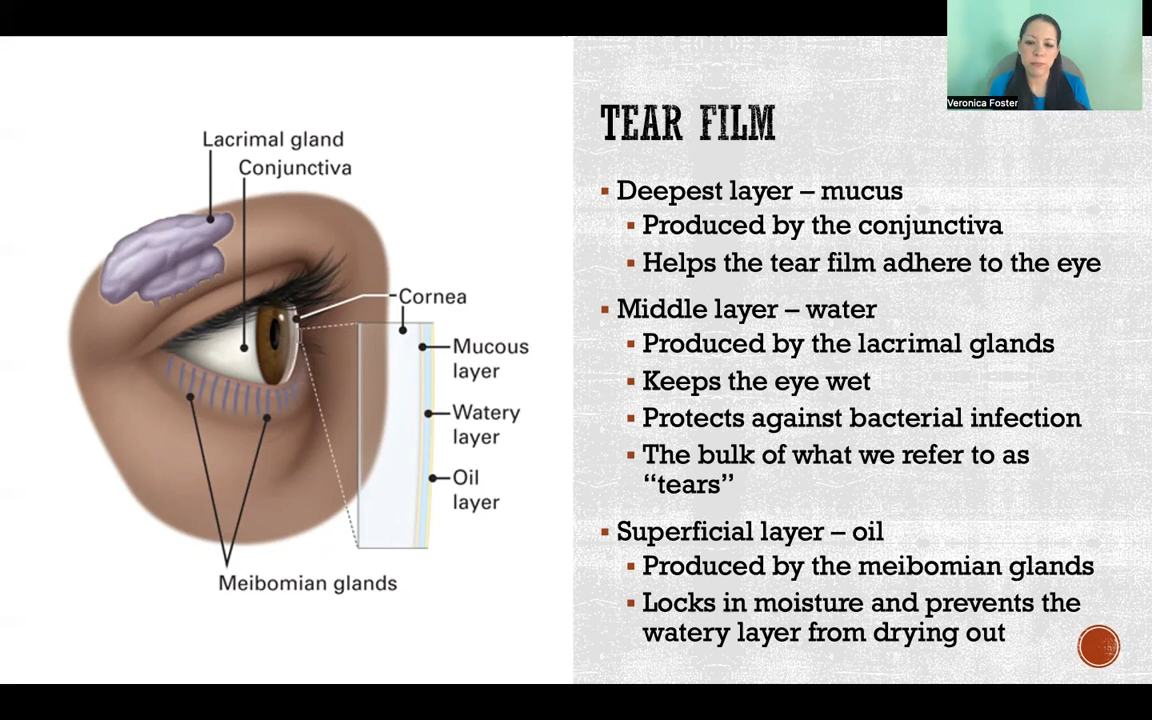 Veronica Foster
Lacrimal gland
Conjunctiva
Cornea
Mucous
layer
Watery
layer
Oil
layer
Meibomian glands
TEAR FILM
Deepest layer – mucus
Produced by the conjunctiva
Helps the tear film adhere to the eye
Middle layer – water
Produced by the lacrimal glands
Keeps the eye wet
Protects against bacterial infection
The bulk of what we refer to as
“tears”
Superficial layer – oil
Produced by the meibomian glands
Locks in moisture and prevents the
watery layer from drying out